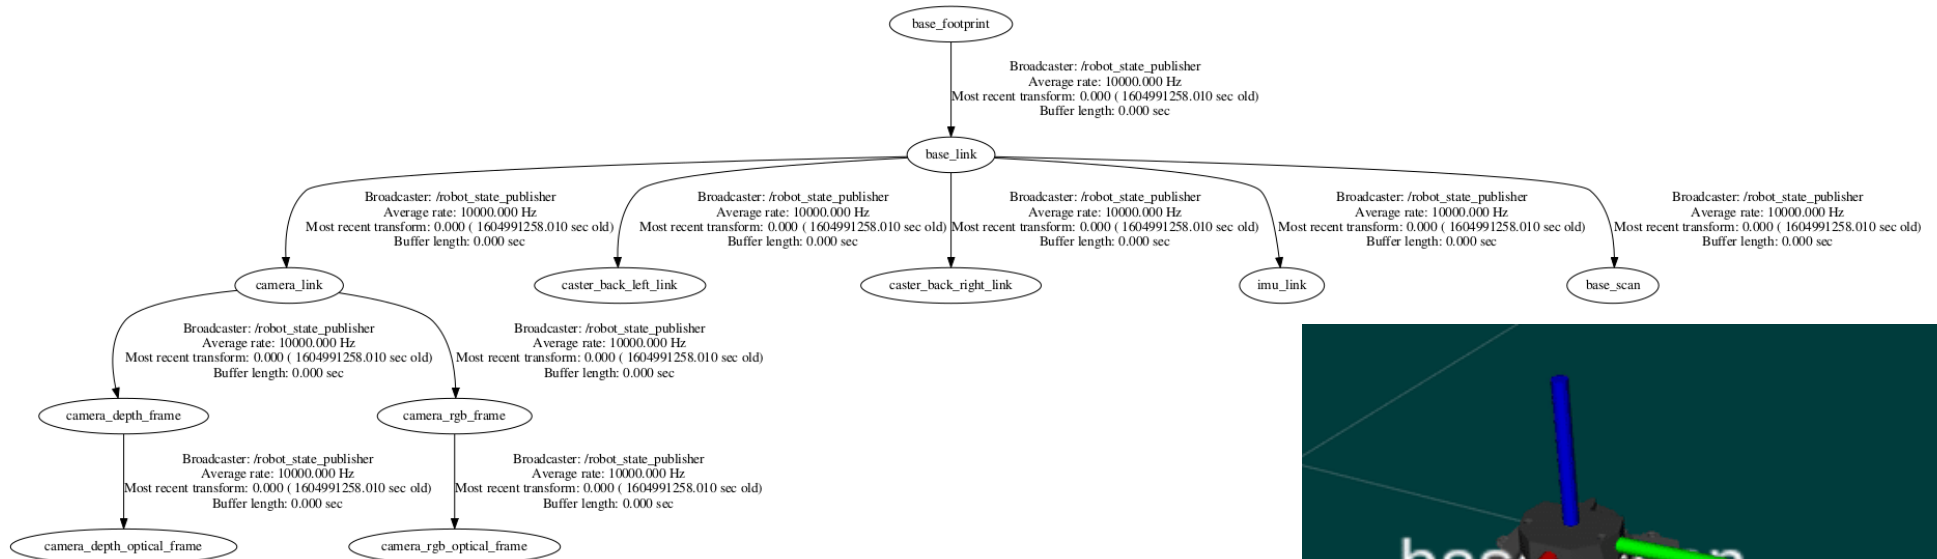 base_footprint
Broadcaster: /robot_state_publisher
Average rate: 10000.000 Hz
Most recent transform: 0.000 ( 1604991258.010 sec old)
Buffer length: 0.000 sec
base_link
Broadcaster: /robot_state_publisher
Average rate: 10000.000 Hz
Most recent transform: 0.000 ( 1604991258.010 sec old)
Buffer length: 0.000 sec
Broadcaster: /robot_state_publisher
Average rate: 10000.000 Hz
Most recent transform: 0.000 ( 1604991258.010 sec old)
Buffer length: 0.000 sec
Broadcaster: /robot_state_publisher
Average rate: 10000.000 Hz
Most recent transform: 0.000 ( 1604991258.010 sec old)
Buffer length: 0.000 sec
Broadcaster: /robot_state_publisher
Average rate: 10000.000 Hz
Most recent transform: 0.000 ( 1604991258.010 sec old)
Buffer length: 0.000 sec
Broadcaster: /robot_state_publisher
Average rate: 10000.000 Hz
Most recent transform: 0.000 ( 1604991258.010 sec old)
Buffer length: 0.000 sec
camera_link
caster_back_left_link
caster_back_right_link
imu_link
base_scan
Broadcaster: /robot_state_publisher
Average rate: 10000.000 Hz
Most recent transform: 0.000 ( 1604991258.010 sec old)
Buffer length: 0.000 sec
Broadcaster: /robot_state_publisher
Average rate: 10000.000 Hz
Most recent transform: 0.000 ( 1604991258.010 sec old)
Buffer length: 0.000 sec
camera_depth_frame
camera_rgb_frame
Broadcaster: /robot_state_publisher
Average rate: 10000.000 Hz
Most recent transform: 0.000 ( 1604991258.010 sec old)
Buffer length: 0.000 sec
Broadcaster: /robot_state_publisher
Average rate: 10000.000 Hz
Most recent transform: 0.000 ( 1604991258.010 sec old)
Buffer length: 0.000 sec
camera_depth_optical_frame
camera_rgb_optical_frame